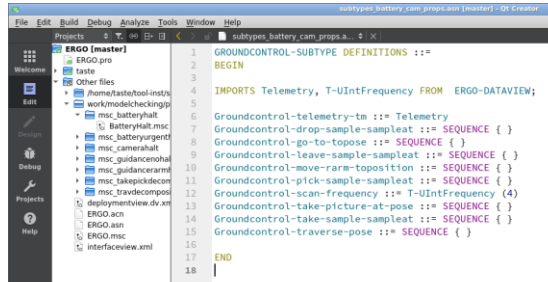 subtypes_battery_cam_props.asn [master] - Qt Creator
File Edit Build Debug Analyze Tools Window Help
Projects
subtypes_battery_cam_props.a...
Welcome
Edit
Design
Debug
Projects
Help
ERGO [master]
ERGO.pro
taste
Other files
/home/taste/tool-inst/s
work/modelchecking/p
msc_batteryhalt
BatteryHalt.msc
msc_batteryurgent
msc_camerahalt
msc_guidancenohal
msc_guidancerarmh
msc_takepickdecom
msc_travdecomposi
deploymentview.dv.xm
ERGO.acn
ERGO.asn
ERGO.msc
interfaceview.xml
1 GROUNDCONTROL-SUBTYPE DEFINITIONS ::=
2 BEGIN
3
4 IMPORTS Telemetry, T-UIntFrequency FROM ERGO-DATAVIEW;
5
6 Groundcontrol-telemetry-tm ::= Telemetry
7 Groundcontrol-drop-sample-sampleat ::= SEQUENCE { }
8 Groundcontrol-go-to-topose ::= SEQUENCE { }
9 Groundcontrol-leave-sample-sampleat ::= SEQUENCE { }
10 Groundcontrol-move-rarm-toposition ::= SEQUENCE { }
11 Groundcontrol-pick-sample-sampleat ::= SEQUENCE { }
12 Groundcontrol-scan-frequency ::= T-UIntFrequency (4)
13 Groundcontrol-take-picture-at-pose ::= SEQUENCE { }
14 Groundcontrol-take-sample-sampleat ::= SEQUENCE { }
15 Groundcontrol-traverse-pose ::= SEQUENCE { }
16
17 END
18